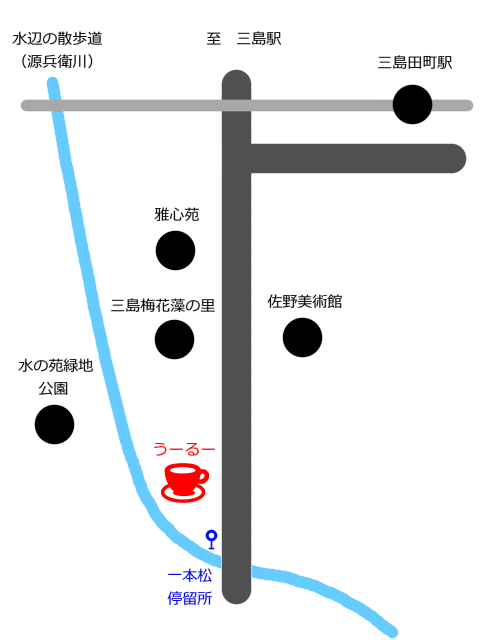 水辺の散歩道
（源兵衛川）
至　三島駅
三島田町駅
雅心苑
三島梅花藻の里
佐野美術館
水の苑緑地
公園
うーるー
一本松
停留所